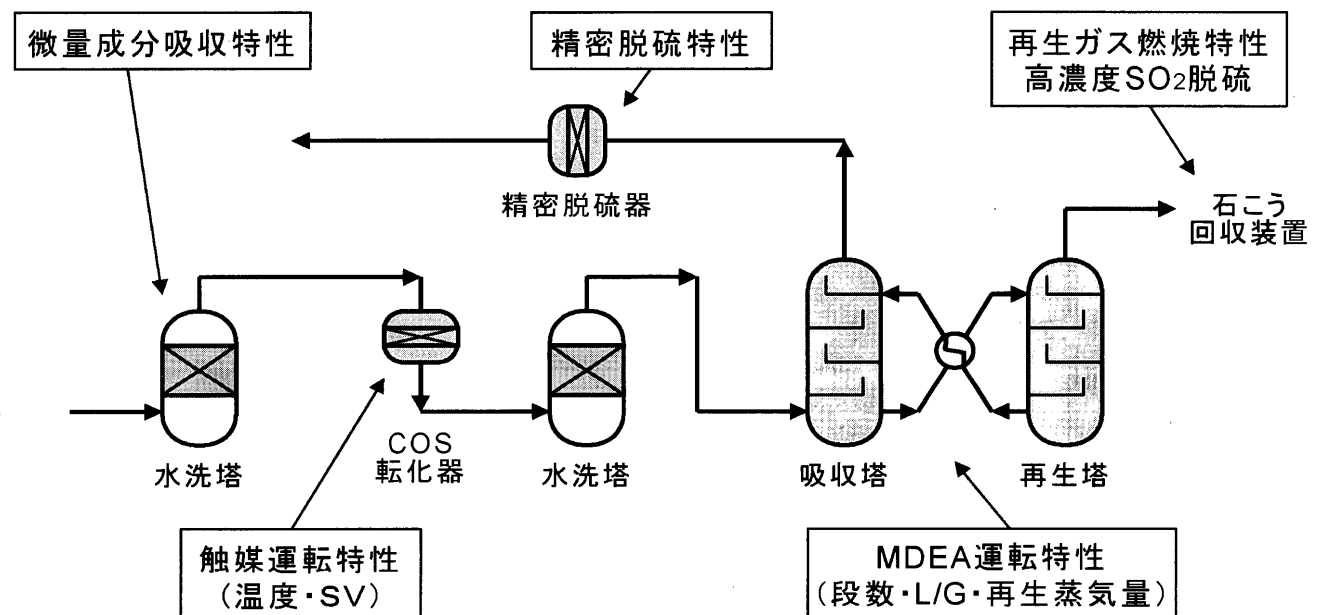 微量成分吸収特性
精密脱硫特性
再生ガス燃焼特性
高濃度SO2脱硫
精密脱硫器
石こう
回収装置
水洗塔
COS
転化器
水洗塔
吸収塔
再生塔
触媒運転特性
(温度・SV)
MDEA運転特性
(段数・L/G・再生蒸気量)